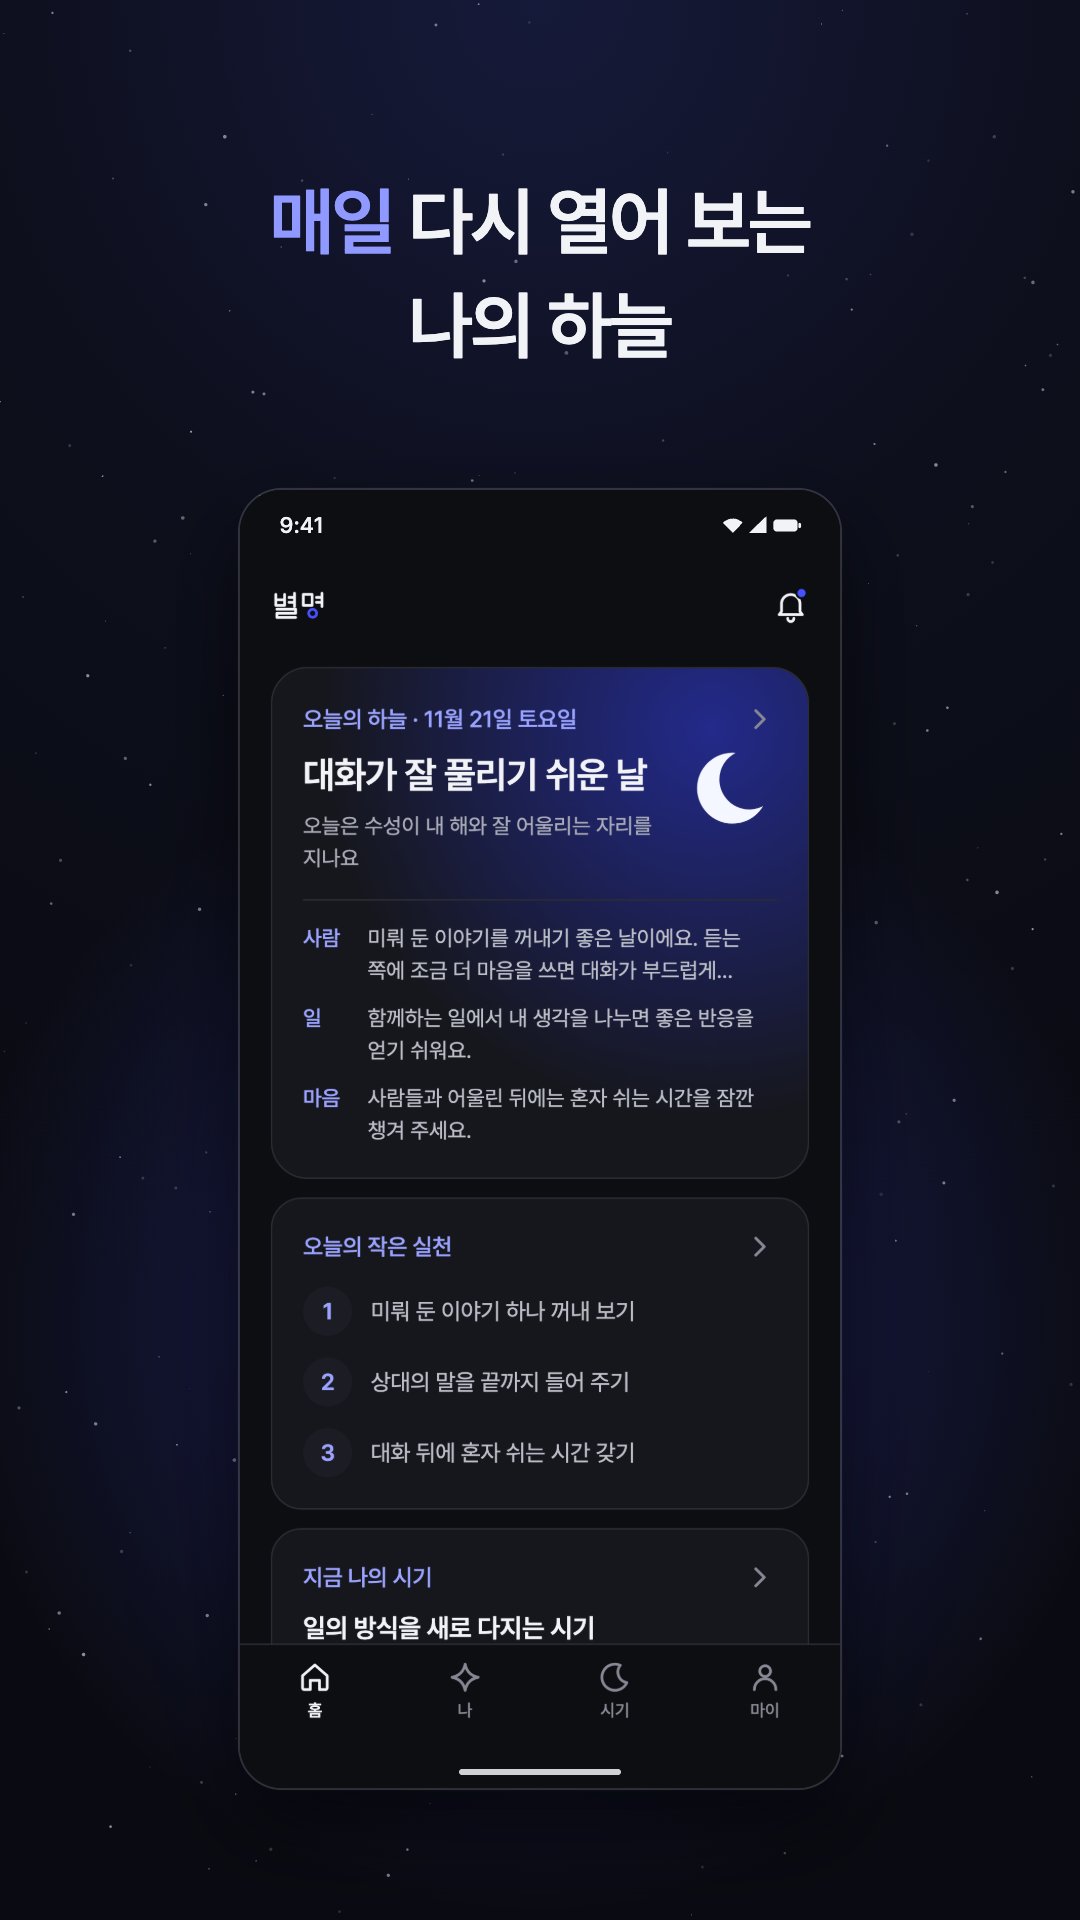 매일 다시 열어 보는
나의 하늘
9:41
별명
오늘의 하늘 · 11월 21일 토요일
대화가 잘 풀리기 쉬운 날
오늘은 수성이 내 해와 잘 어울리는 자리를
지나요
사람
미뤄 둔 이야기를 꺼내기 좋은 날이에요. 듣는
쪽에 조금 더 마음을 쓰면 대화가 부드럽게...
일
함께하는 일에서 내 생각을 나누면 좋은 반응을
얻기 쉬워요.
마음
사람들과 어울린 뒤에는 혼자 쉬는 시간을 잠깐
챙겨 주세요.
오늘의 작은 실천
1 미뤄 둔 이야기 하나 꺼내 보기
2 상대의 말을 끝까지 들어 주기
3 대화 뒤에 혼자 쉬는 시간 갖기
지금 나의 시기
일의 방식을 새로 다지는 시기
홈 나 시기 마이